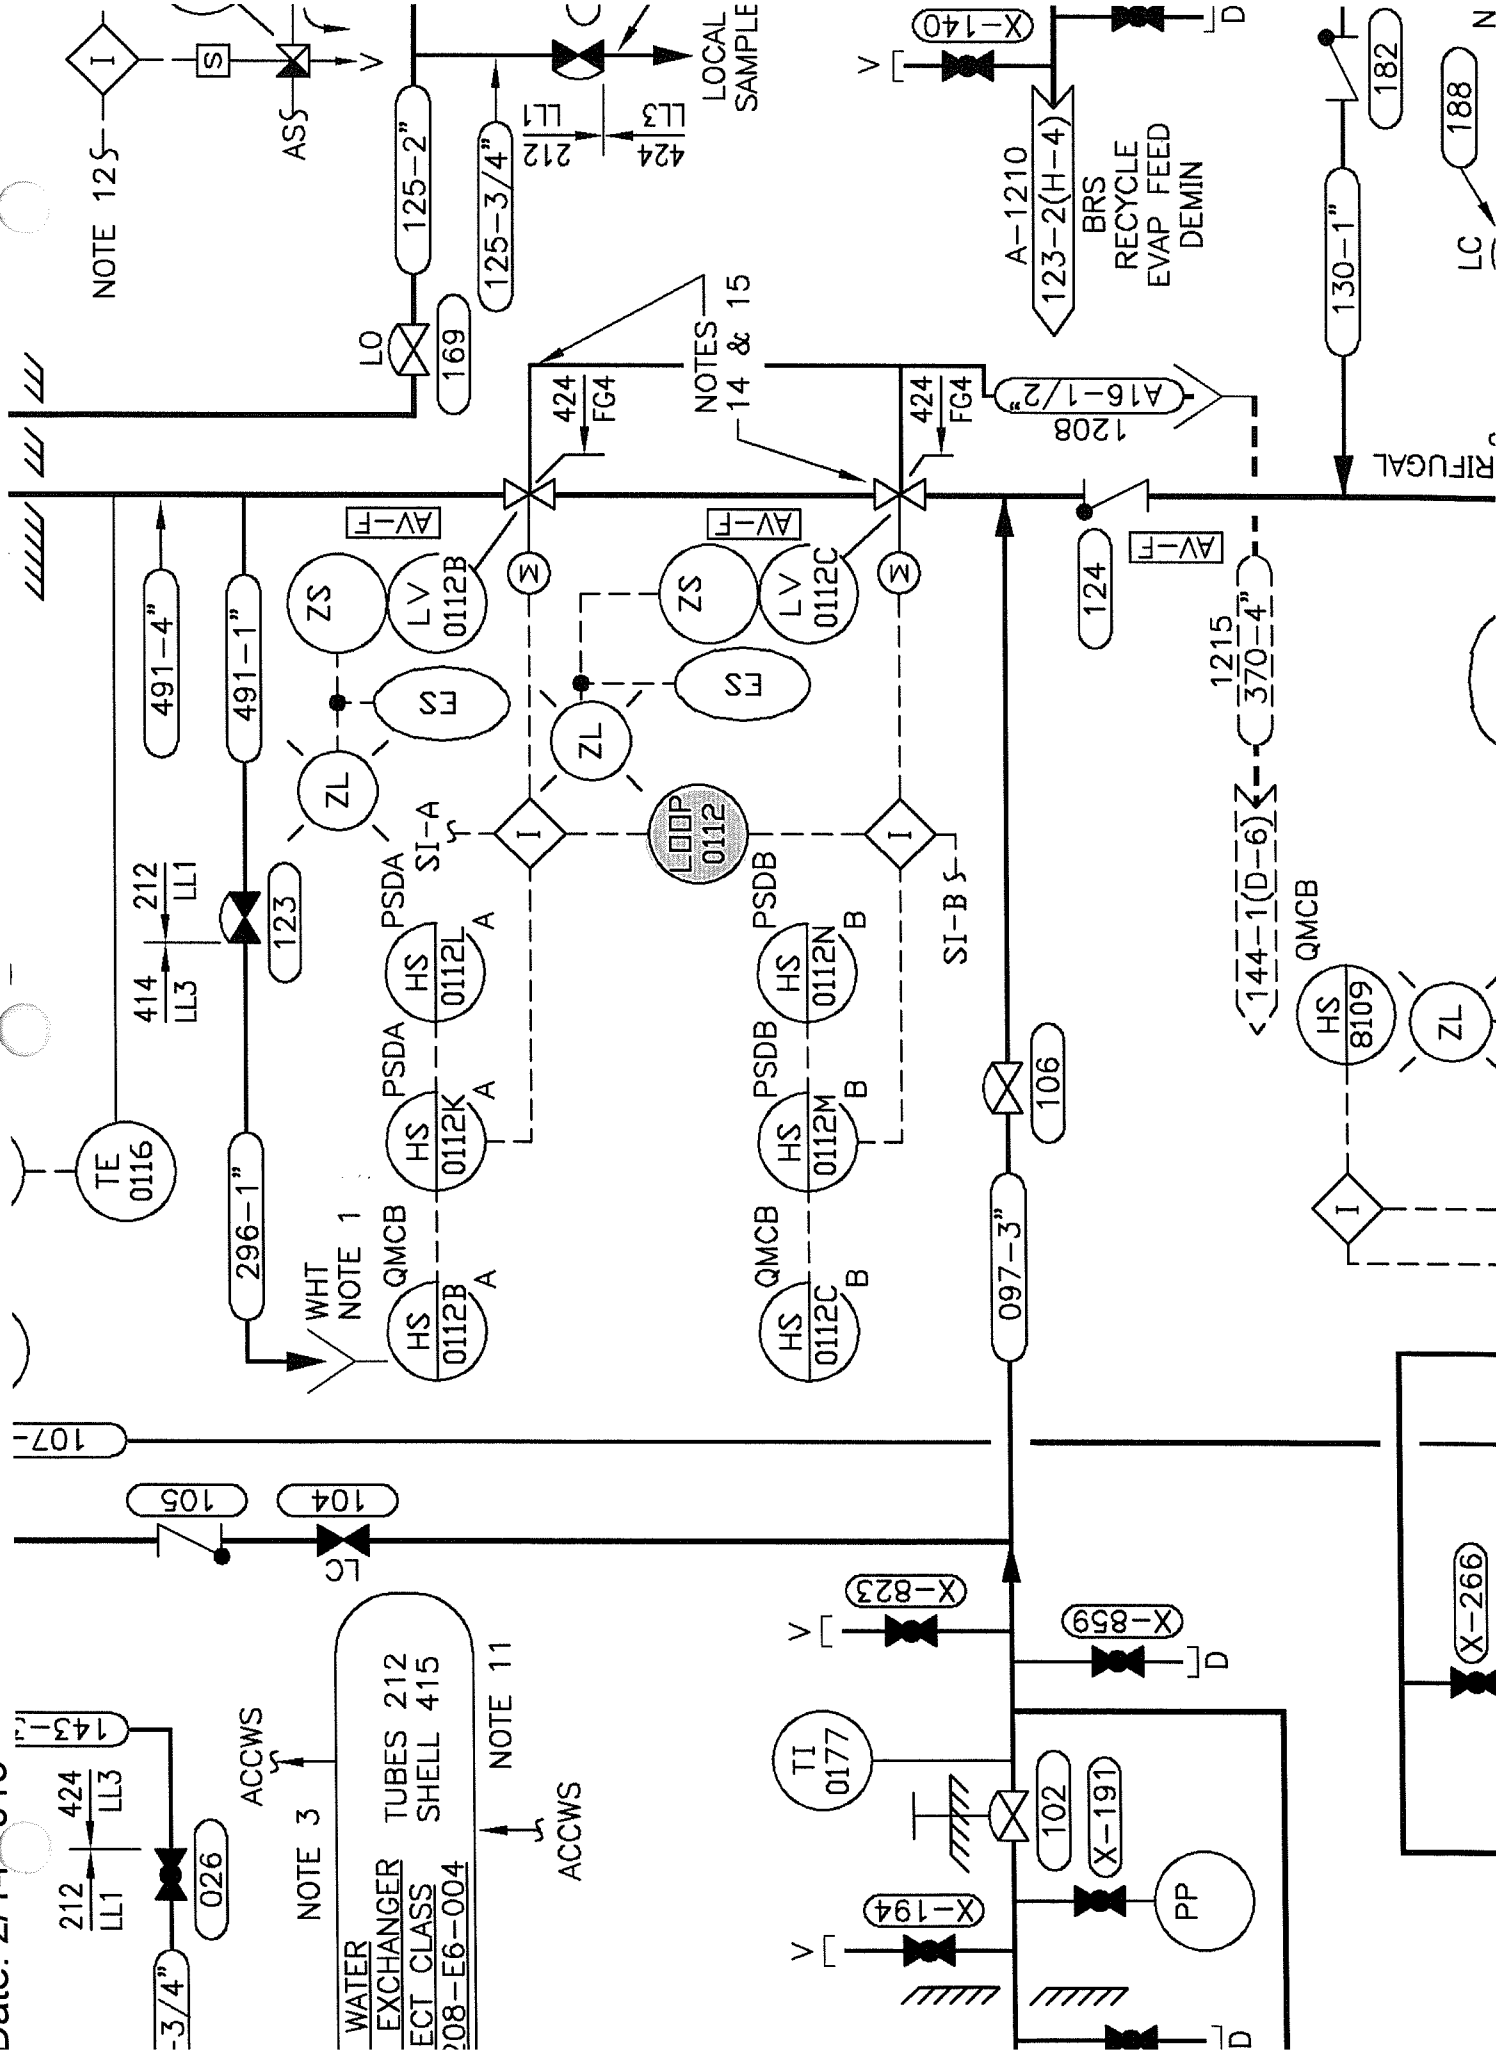 NOTE 12
I
S
V
AS
125-2"
125-3/4"
LOCAL
SAMPLE
212
LL1
424
LL3
LO
169
V
X-140
D
A-1210
123-2(H-4)
BRS
RECYCLE
EVAP FEED
DEMIN
182
188
130-1"
LC
NOTES
14 & 15
424
FG4
424
FG4
A16-1/2"
1208
RIFUGAL
491-4"
491-1"
AV-F
ZS
LV
0112B
M
ES
ZL
AV-F
ZS
LV
0112C
M
ES
ZL
124
AV-F
1215
370-4"
144-1(D-6)
212
LL1
414
LL3
123
SI-A
I
LOOP
0112
I
SI-B
PSDA
HS
0112L
A
PSDA
HS
0112K
A
QMCB
HS
0112B
A
PSDB
HS
0112N
B
PSDB
HS
0112M
B
QMCB
HS
0112C
B
TE
0116
296-1"
WHT
NOTE 1
106
097-3"
QMCB
HS
8109
ZL
I
107-
105
104
LC
143-
424
LL3
212
LL1
026
-3/4"
ACCWS
NOTE 3
TUBES 212
SHELL 415
WATER
EXCHANGER
ECT CLASS
208-E6-004
NOTE 11
ACCWS
V
X-823
X-859
D
TI
0177
102
X-191
PP
V
X-194
D
X-266
Date: 2/1